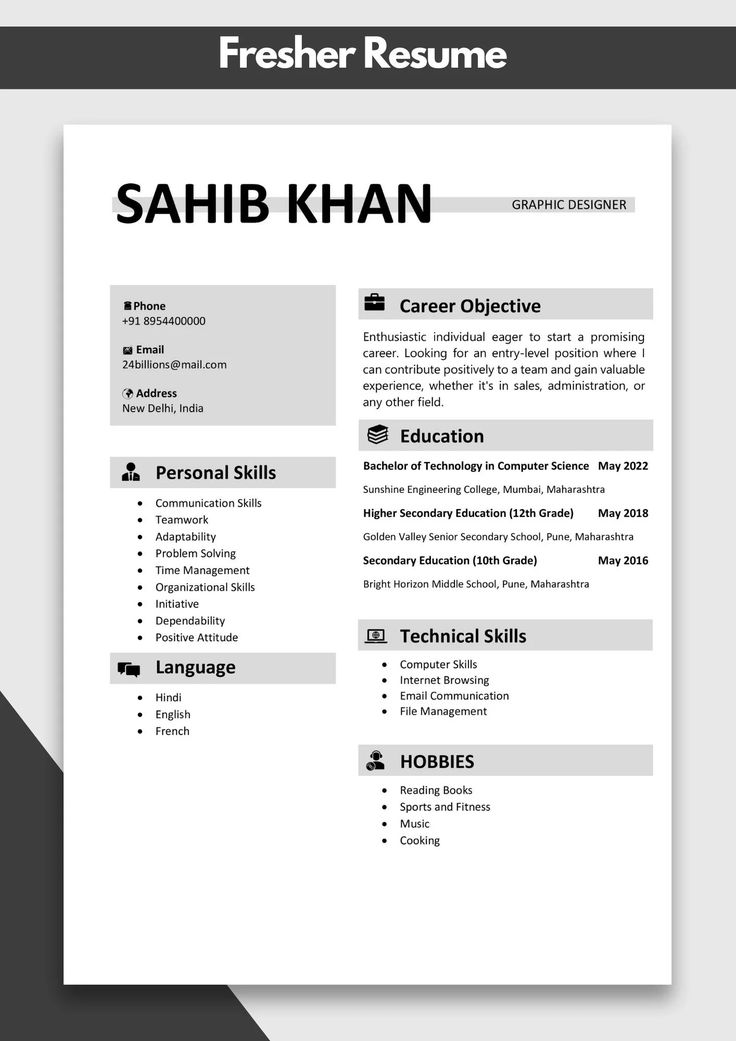 Fresher Resume
SAHIB KHAN
GRAPHIC DESIGNER
Phone
+91 8954400000
Email
24billions@mail.com
Address
New Delhi, India
Personal Skills
Communication Skills
Teamwork
Adaptability
Problem Solving
Time Management
Organizational Skills
Initiative
Dependability
Positive Attitude
Language
Hindi
English
French
Career Objective
Enthusiastic individual eager to start a promising
career. Looking for an entry-level position where I
can contribute positively to a team and gain valuable
experience, whether it's in sales, administration, or
any other field.
Education
Bachelor of Technology in Computer Science May 2022
Sunshine Engineering College, Mumbai, Maharashtra
Higher Secondary Education (12th Grade) May 2018
Golden Valley Senior Secondary School, Pune, Maharashtra
Secondary Education (10th Grade) May 2016
Bright Horizon Middle School, Pune, Maharashtra
Technical Skills
Computer Skills
Internet Browsing
Email Communication
File Management
HOBBIES
Reading Books
Sports and Fitness
Music
Cooking